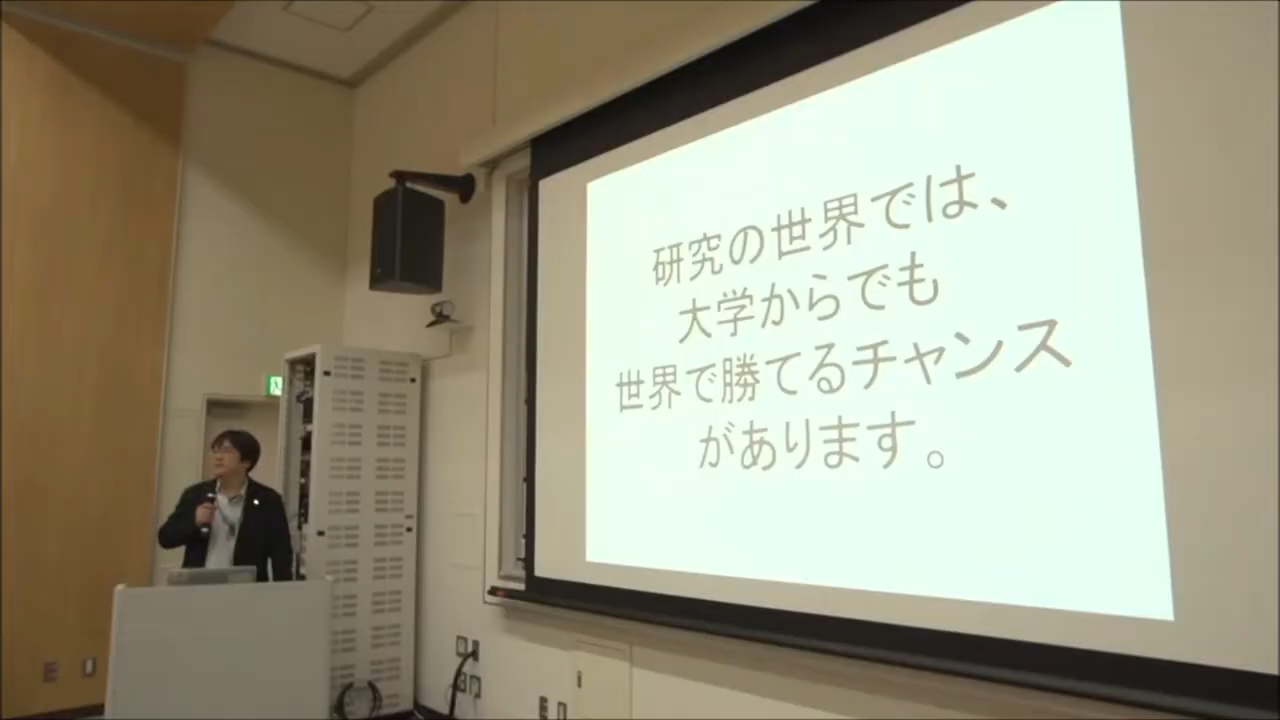 研究の世界では、
大学からでも
世界で勝てるチャンス
があります。